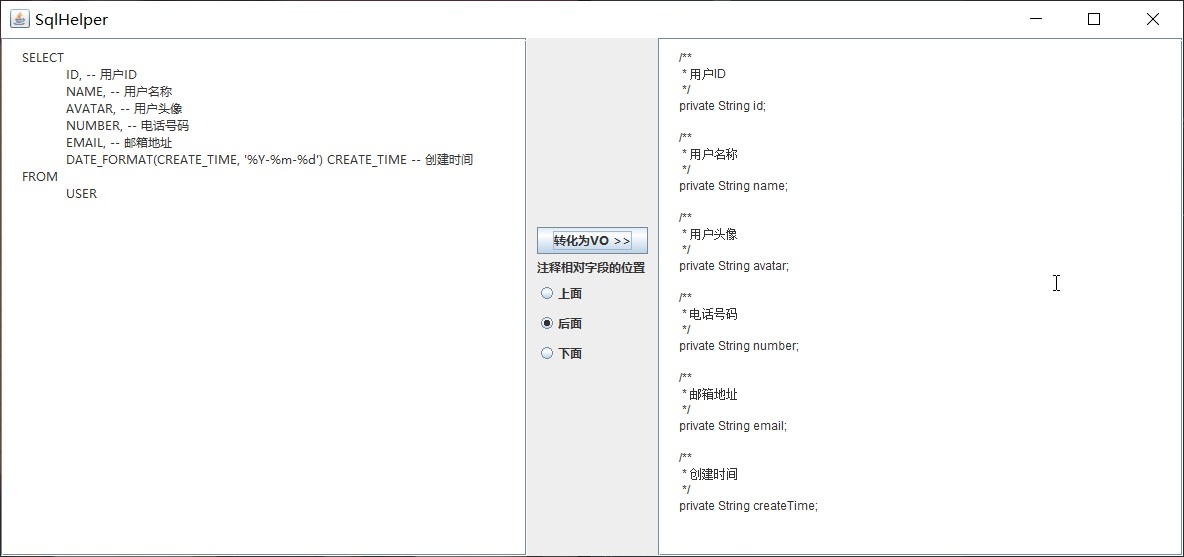 SqlHelper
SELECT
ID, -- 用户ID
NAME, -- 用户名称
AVATAR, -- 用户头像
NUMBER, -- 电话号码
EMAIL, -- 邮箱地址
DATE_FORMAT(CREATE_TIME, '%Y-%m-%d') CREATE_TIME -- 创建时间
FROM
USER
转化为VO >>
注释相对字段的位置
上面
后面
下面
/**
* 用户ID
*/
private String id;
/**
* 用户名称
*/
private String name;
/**
* 用户头像
*/
private String avatar;
/**
* 电话号码
*/
private String number;
/**
* 邮箱地址
*/
private String email;
/**
* 创建时间
*/
private String createTime;